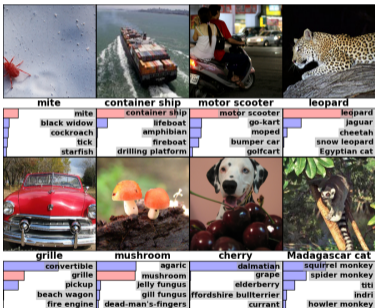 mite
container ship
motor scooter
leopard
mite
black widow
cockroach
tick
starfish
container ship
lifeboat
amphibian
fireboat
drilling platform
motor scooter
go-kart
moped
bumper car
golfcart
leopard
jaguar
cheetah
snow leopard
Egyptian cat
grille
mushroom
cherry
Madagascar cat
convertible
grille
pickup
beach wagon
fire engine
agaric
mushroom
jelly fungus
gill fungus
dead-man's-fingers
dalmatian
grape
elderberry
ffordshire bullterrier
currant
squirrel monkey
spider monkey
titi
indri
howler monkey